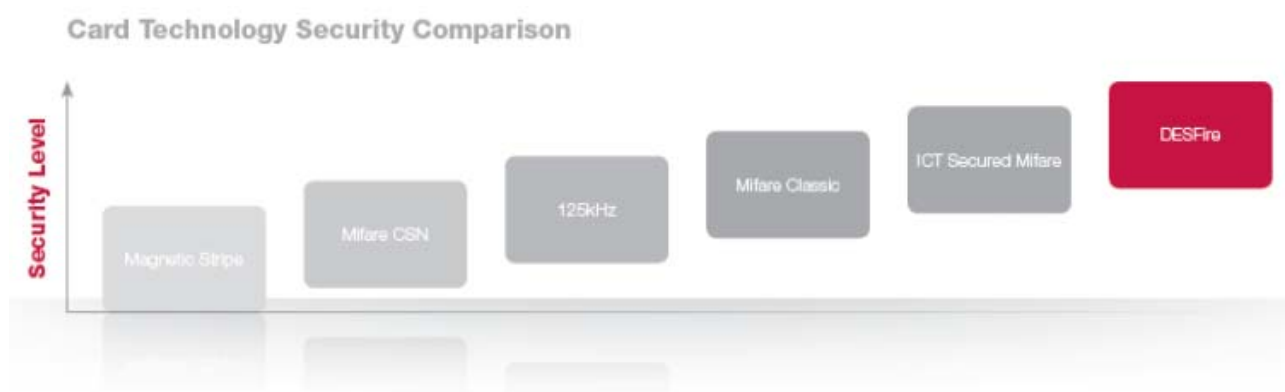 Card Technology Security Comparison
Security Level
Magnetic Stripe
Mifare CSN
125kHz
Mifare Classic
ICT Secured Mifare
DESFire